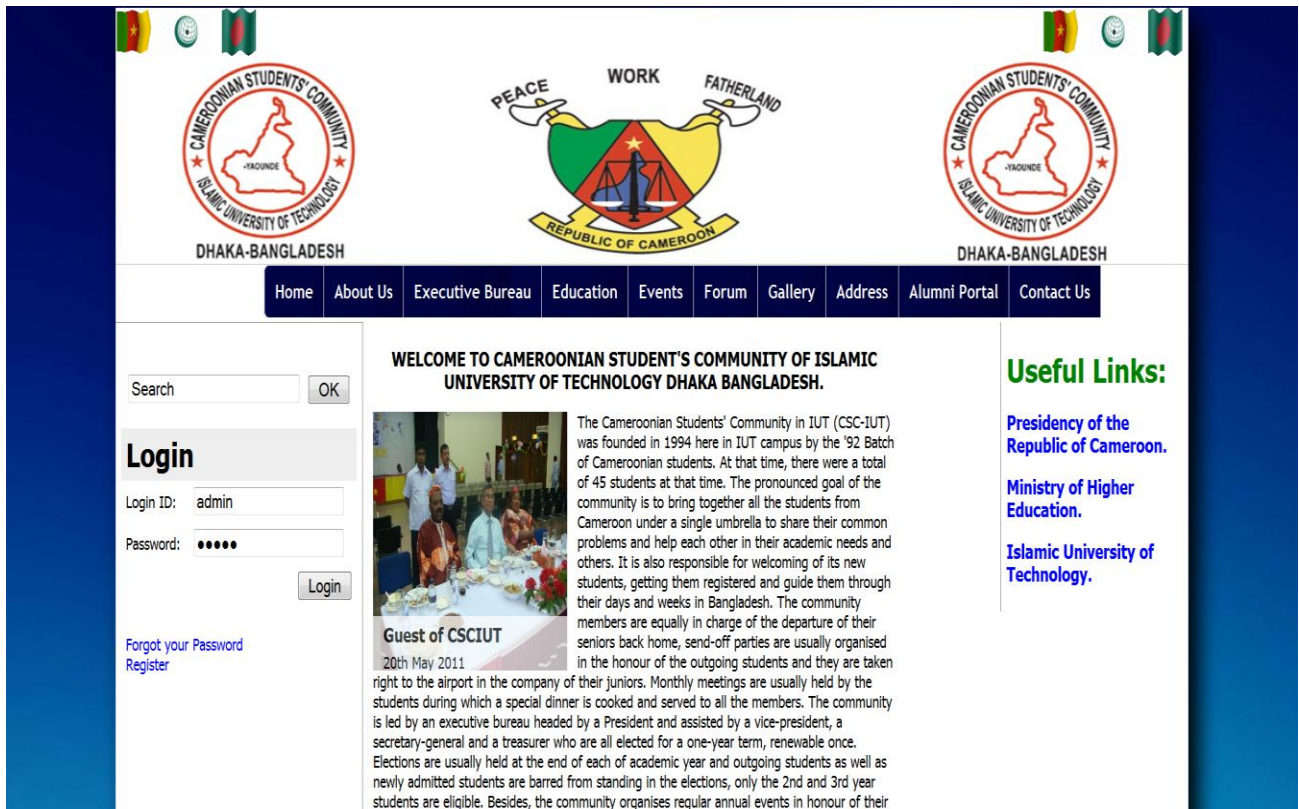 CAMEROONIAN STUDENTS' COMMUNITY
ISLAMIC UNIVERSITY OF TECHNOLOGY
-YAOUNDE
DHAKA-BANGLADESH
PEACE WORK FATHERLAND
REPUBLIC OF CAMEROON
CAMEROONIAN STUDENTS' COMMUNITY
ISLAMIC UNIVERSITY OF TECHNOLOGY
-YAOUNDE
DHAKA-BANGLADESH
Home About Us Executive Bureau Education Events Forum Gallery Address Alumni Portal Contact Us
Search OK
Login
Login ID: admin
Password: •••••
Login
Forgot your Password
Register
WELCOME TO CAMEROONIAN STUDENT'S COMMUNITY OF ISLAMIC
UNIVERSITY OF TECHNOLOGY DHAKA BANGLADESH.
Guest of CSCIUT
20th May 2011
The Cameroonian Students' Community in IUT (CSC-IUT)
was founded in 1994 here in IUT campus by the '92 Batch
of Cameroonian students. At that time, there were a total
of 45 students at that time. The pronounced goal of the
community is to bring together all the students from
Cameroon under a single umbrella to share their common
problems and help each other in their academic needs and
others. It is also responsible for welcoming of its new
students, getting them registered and guide them through
their days and weeks in Bangladesh. The community
members are equally in charge of the departure of their
seniors back home, send-off parties are usually organised
in the honour of the outgoing students and they are taken
right to the airport in the company of their juniors. Monthly meetings are usually held by the
students during which a special dinner is cooked and served to all the members. The community
is led by an executive bureau headed by a President and assisted by a vice-president, a
secretary-general and a treasurer who are all elected for a one-year term, renewable once.
Elections are usually held at the end of each of academic year and outgoing students as well as
newly admitted students are barred from standing in the elections, only the 2nd and 3rd year
students are eligible. Besides, the community organises regular annual events in honour of their
Useful Links:
Presidency of the
Republic of Cameroon.
Ministry of Higher
Education.
Islamic University of
Technology.